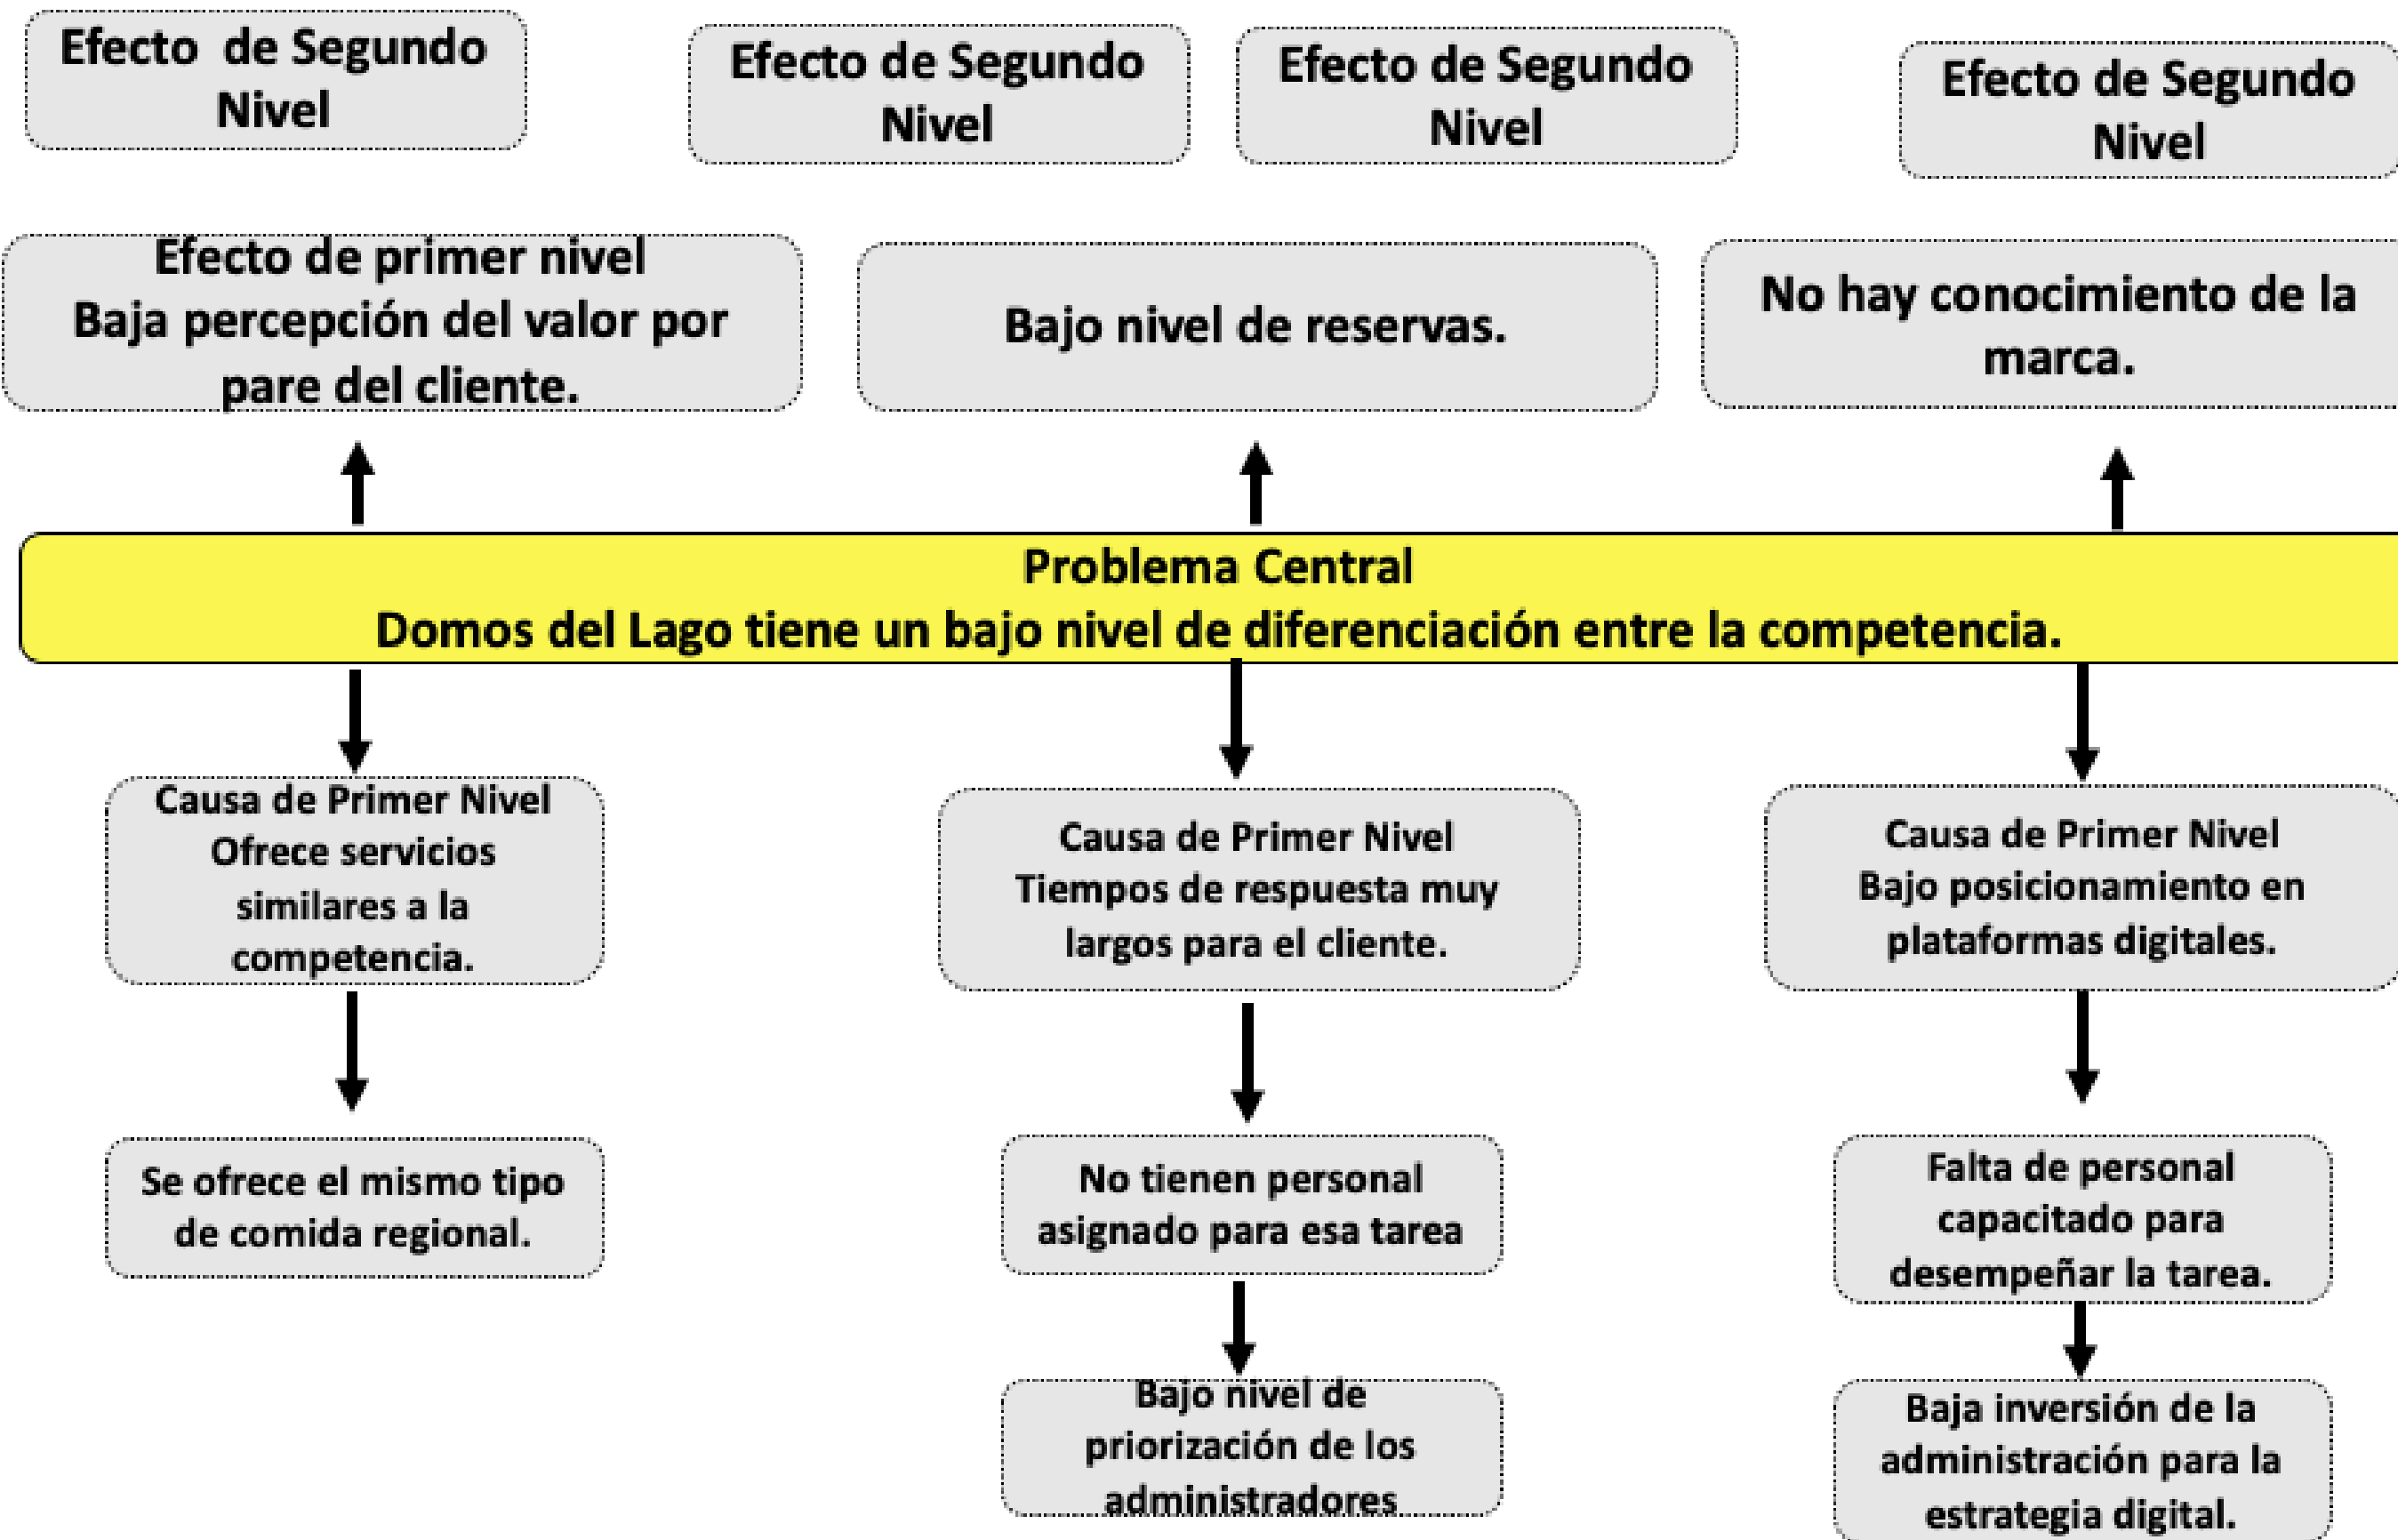 Efecto de Segundo
Nivel
Efecto de Segundo
Nivel
Efecto de Segundo
Nivel
Efecto de Segundo
Nivel
Efecto de primer nivel
Baja percepción del valor por
pare del cliente.
Bajo nivel de reservas.
No hay conocimiento de la
marca.
Problema Central
Domos del Lago tiene un bajo nivel de diferenciación entre la competencia.
Causa de Primer Nivel
Ofrece servicios
similares a la
competencia.
Causa de Primer Nivel
Tiempos de respuesta muy
largos para el cliente.
Causa de Primer Nivel
Bajo posicionamiento en
plataformas digitales.
Se ofrece el mismo tipo
de comida regional.
No tienen personal
asignado para esa tarea
Falta de personal
capacitado para
desempeñar la tarea.
Bajo nivel de
priorización de los
administradores
Baja inversión de la
administración para la
estrategia digital.